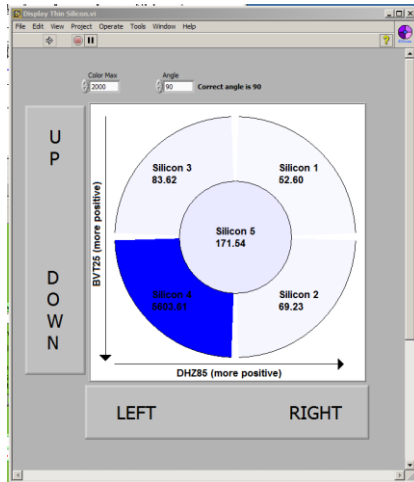 Display Thin Silicon.vi
File Edit View Project Operate Tools Window Help
Color Max
2000
Angle
90
Correct angle is 90
UP
DOWN
BVT25 (more positive)
Silicon 3
83.62
Silicon 1
52.60
Silicon 5
171.54
Silicon 4
Silicon 2
69.23
DHZ85 (more positive)
LEFT
RIGHT